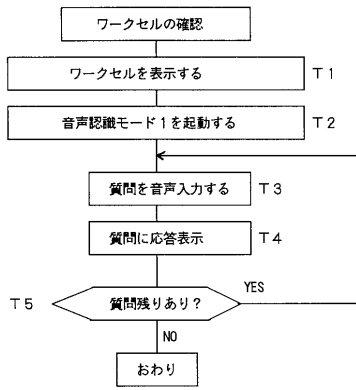 ワークセルの確認
ワークセルを表示する
T1
音声認識モード1を起動する
T2
質問を音声入力する
T3
質問に応答表示
T4
T5
質問残りあり?
YES
NO
おわり